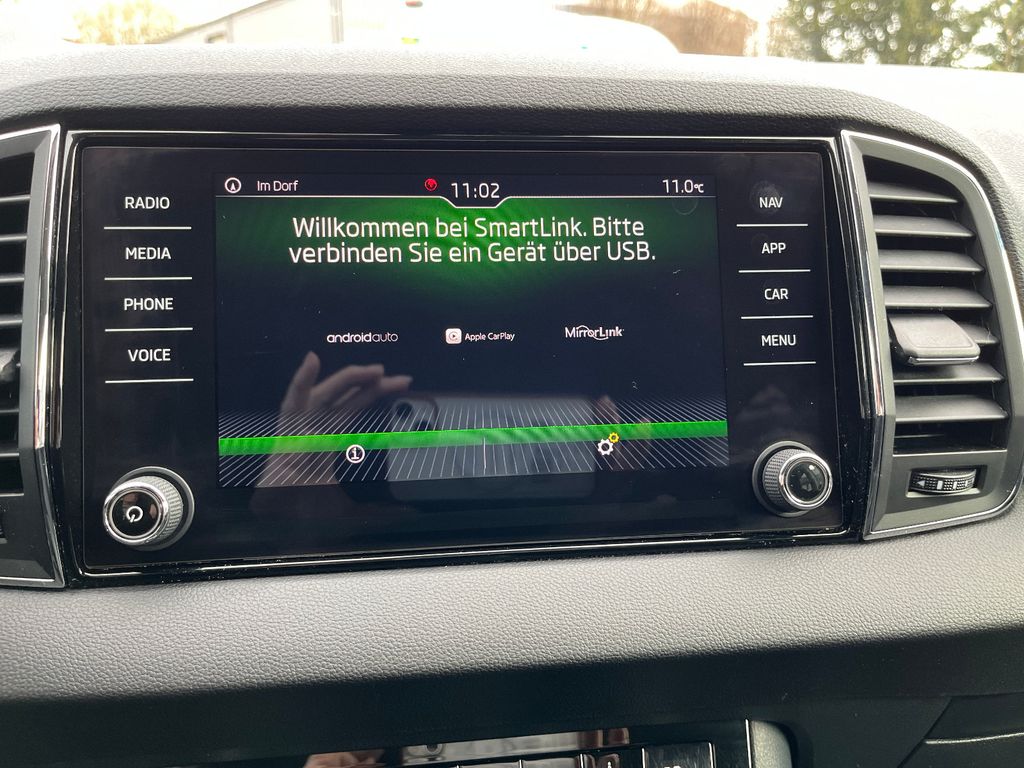 Im Dorf
11:02
11.0°C
Willkommen bei SmartLink. Bitte
verbinden Sie ein Gerät über USB.
androidauto
Apple CarPlay
MirrorLink
RADIO
MEDIA
PHONE
VOICE
NAV
APP
CAR
MENU